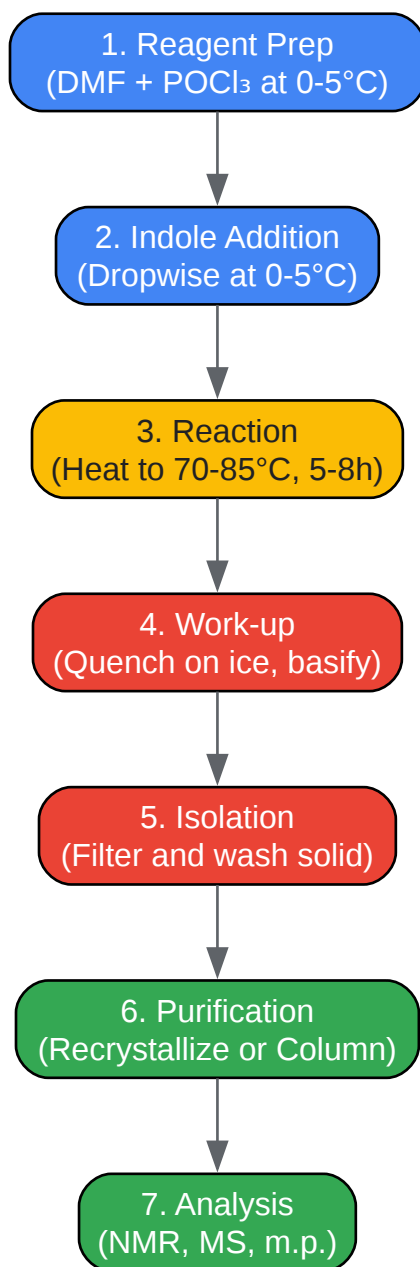 1. Reagent Prep
(DMF + POCl₃ at 0-5°C)
2. Indole Addition
(Dropwise at 0-5°C)
3. Reaction
(Heat to 70-85°C, 5-8h)
4. Work-up
(Quench on ice, basify)
5. Isolation
(Filter and wash solid)
6. Purification
(Recrystallize or Column)
7. Analysis
(NMR, MS, m.p.)